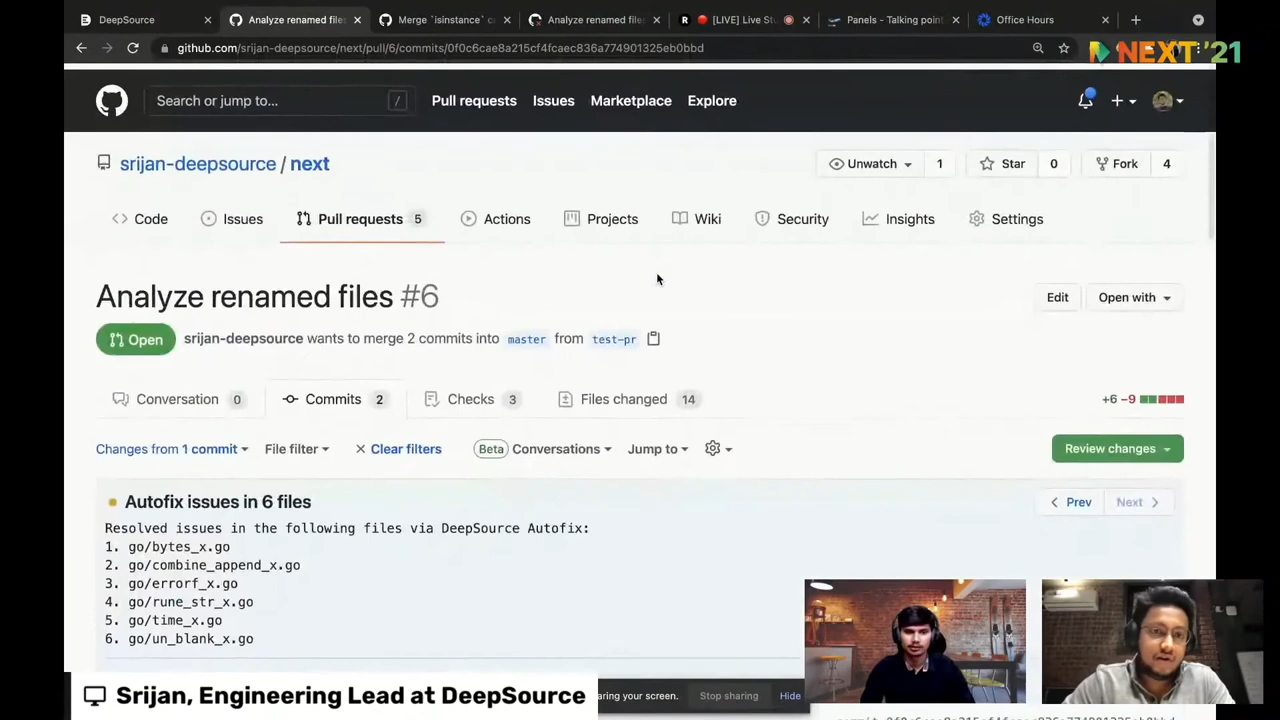 DeepSource
Analyze renamed files
Merge `isinstance` c
Analyze renamed file
[LIVE] Live St
Panels - Talking point
Office Hours
github.com/srijan-deepsource/next/pull/6/commits/0f0c6cae8a215cf4fcaec836a774901325eb0bbd
NEXT '21
Search or jump to...
/
Pull requests
Issues
Marketplace
Explore
srijan-deepsource / next
Unwatch 1
Star 0
Fork 4
Code
Issues
Pull requests 5
Actions
Projects
Wiki
Security
Insights
Settings
Analyze renamed files #6
Edit
Open with
Open
srijan-deepsource wants to merge 2 commits into master from test-pr
Conversation 0
Commits 2
Checks 3
Files changed 14
+6 −9
Changes from 1 commit
File filter
Clear filters
Beta Conversations
Jump to
Review changes
Autofix issues in 6 files
Prev
Next
Resolved issues in the following files via DeepSource Autofix:
1. go/bytes_x.go
2. go/combine_append_x.go
3. go/errorf_x.go
4. go/rune_str_x.go
5. go/time_x.go
6. go/un_blank_x.go
Srijan, Engineering Lead at DeepSource
aring your screen.
Stop sharing
Hide